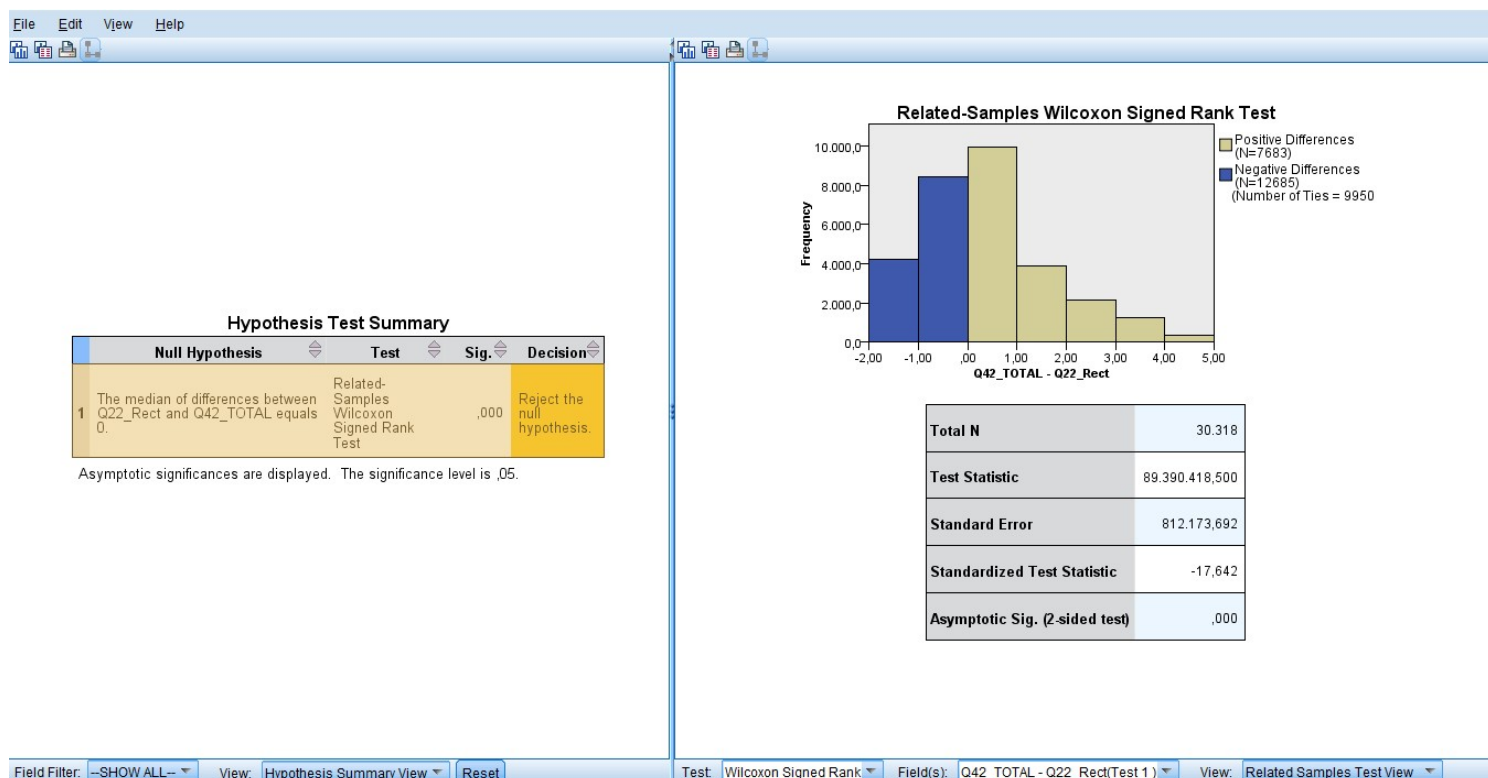 File Edit View Help
Hypothesis Test Summary
Null Hypothesis Test Sig. Decision
1 The median of differences between Q22_Rect and Q42_TOTAL equals 0. Related-Samples Wilcoxon Signed Rank Test ,000 Reject the null hypothesis.
Asymptotic significances are displayed. The significance level is ,05.
Field Filter: --SHOW ALL-- View: Hypothesis Summary View Reset
Related-Samples Wilcoxon Signed Rank Test
Positive Differences
(N=7683)
Negative Differences
(N=12685)
(Number of Ties = 9950
Frequency
10.000,0
8.000,0
6.000,0
4.000,0
2.000,0
0,0
-2,00 -1,00 ,00 1,00 2,00 3,00 4,00 5,00
Q42_TOTAL - Q22_Rect
Total N 30.318
Test Statistic 89.390.418,500
Standard Error 812.173,692
Standardized Test Statistic -17,642
Asymptotic Sig. (2-sided test) ,000
Test: Wilcoxon Signed Rank Field(s): Q42_TOTAL - Q22_Rect(Test 1 ) View: Related Samples Test View